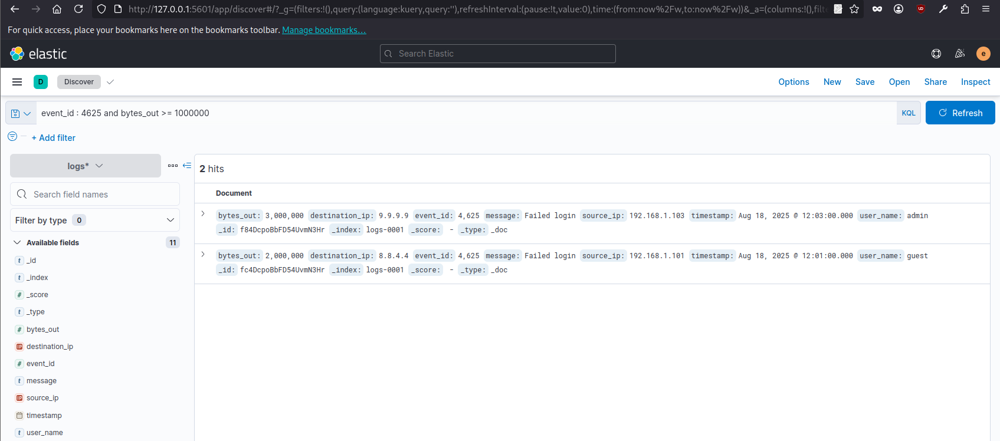 http://127.0.0.1:5601/app/discover#/?_g=(filters:!(),query:(language:kuery,query:''),refreshInterval:(pause:!t,value:0),time:(from:now%2Fw,to:now%2Fw))&_a=(columns:!(),filte
For quick access, place your bookmarks here on the bookmarks toolbar. Manage bookmarks…
elastic
Search Elastic
e
D
Discover
Options
New
Save
Open
Share
Inspect
event_id : 4625 and bytes_out >= 1000000
KQL
Refresh
+ Add filter
logs*
Search field names
Filter by type 0
Available fields 11
t _id
t _index
# _score
t _type
# bytes_out
IP destination_ip
# event_id
t message
IP source_ip
timestamp
t user_name
2 hits
Document
bytes_out: 3,000,000 destination_ip: 9.9.9.9 event_id: 4,625 message: Failed login source_ip: 192.168.1.103 timestamp: Aug 18, 2025 @ 12:03:00.000 user_name: admin
_id: f84DcpoBbFD54UvmN3Hr _index: logs-0001 _score: - _type: _doc
bytes_out: 2,000,000 destination_ip: 8.8.4.4 event_id: 4,625 message: Failed login source_ip: 192.168.1.101 timestamp: Aug 18, 2025 @ 12:01:00.000 user_name: guest
_id: fc4DcpoBbFD54UvmN3Hr _index: logs-0001 _score: - _type: _doc